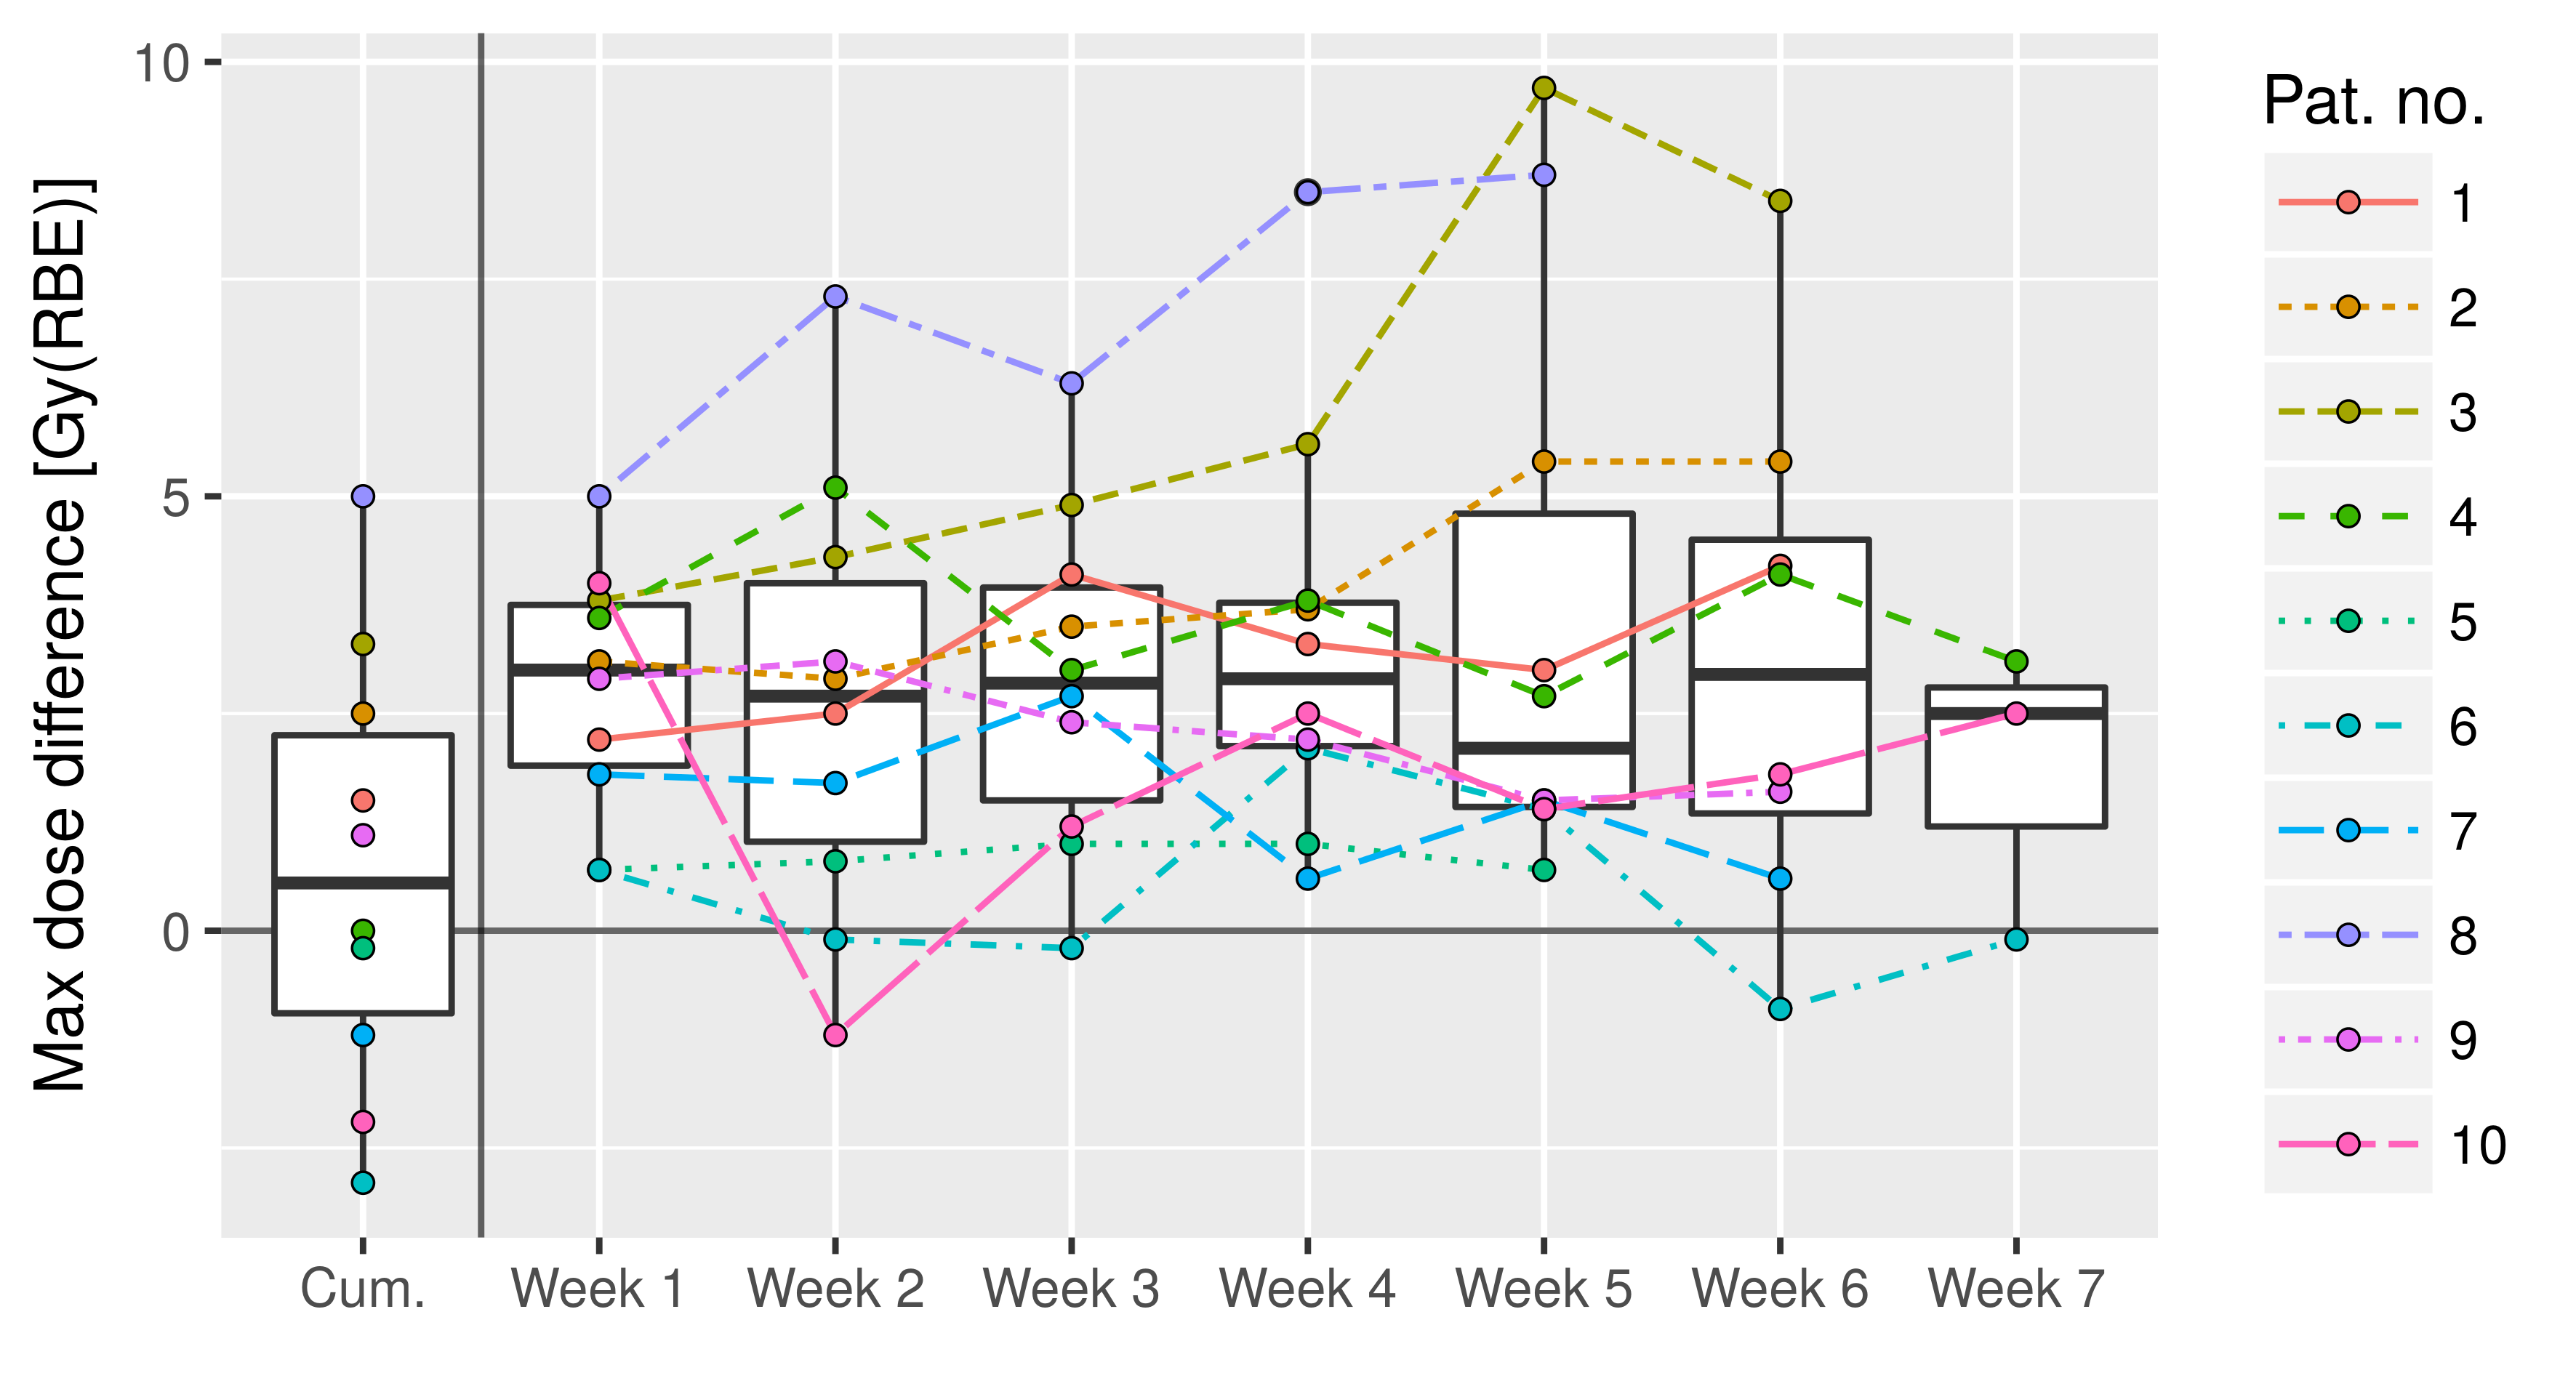 Max dose difference [Gy(RBE)]
10
5
0
Cum.
Week 1
Week 2
Week 3
Week 4
Week 5
Week 6
Week 7
Pat. no.
1
2
3
4
5
6
7
8
9
10